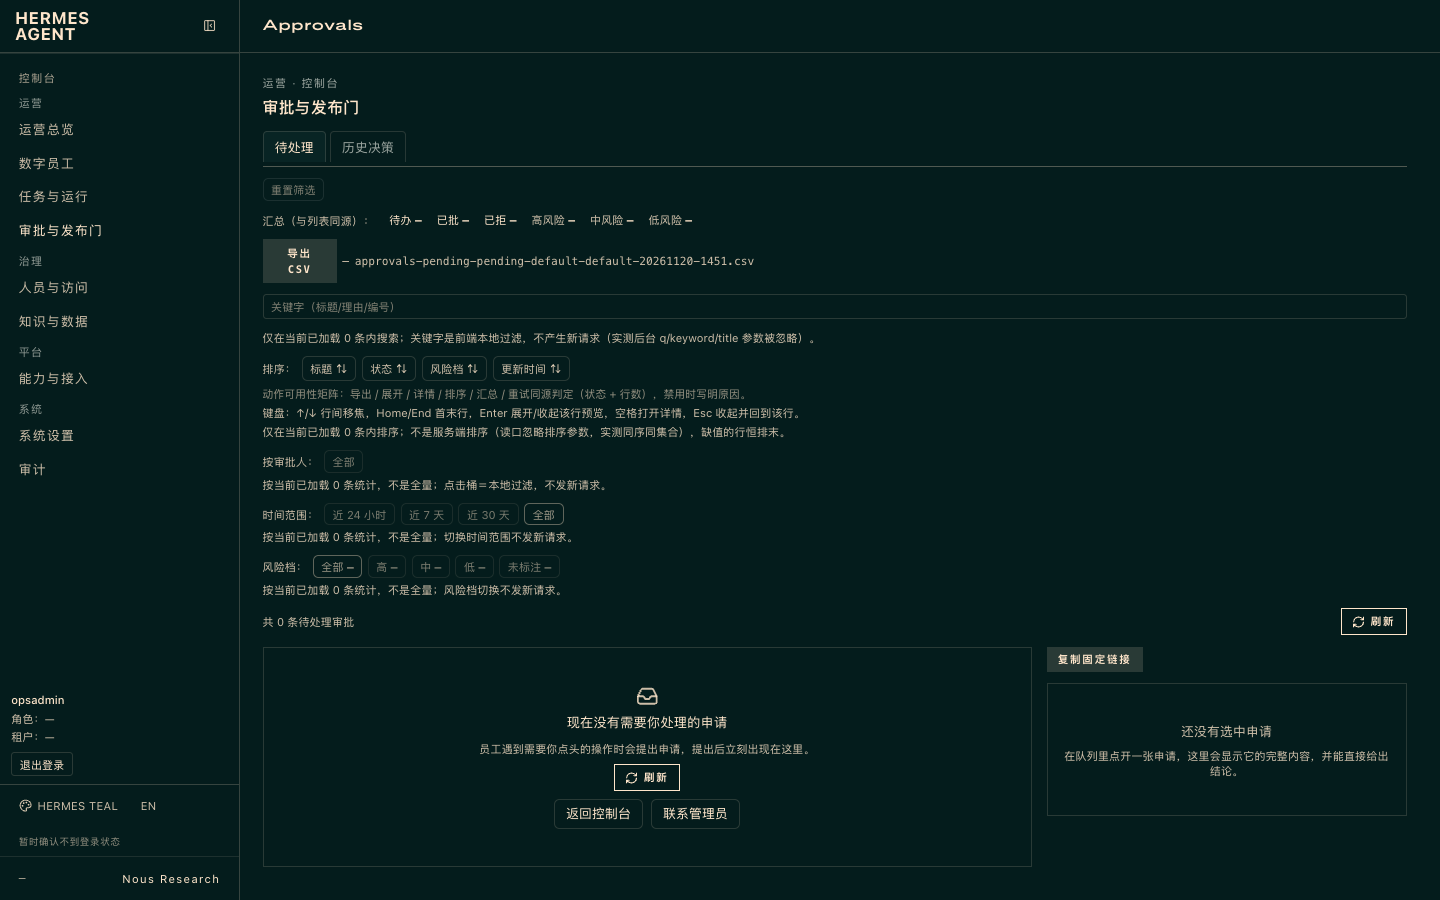 HERMES
AGENT
控制台
运营
运营总览
数字员工
任务与运行
审批与发布门
治理
人员与访问
知识与数据
平台
能力与接入
系统
系统设置
审计
opsadmin
角色: —
租户: —
退出登录
HERMES TEAL EN
暂时确认不到登录状态
— Nous Research
Approvals
运营 · 控制台
审批与发布门
待处理 历史决策
重置筛选
汇总（与列表同源）: 待办 — 已批 — 已拒 — 高风险 — 中风险 — 低风险 —
导出
CSV
— approvals-pending-pending-default-default-20261120-1451.csv
关键字（标题/理由/编号）
仅在当前已加载 0 条内搜索；关键字是前端本地过滤，不产生新请求（实测后台 q/keyword/title 参数被忽略）。
排序: 标题 ⇅ 状态 ⇅ 风险档 ⇅ 更新时间 ⇅
动作可用性矩阵：导出 / 展开 / 详情 / 排序 / 汇总 / 重试同源判定（状态 + 行数），禁用时写明原因。
键盘：↑/↓ 行间移焦，Home/End 首末行，Enter 展开/收起该行预览，空格打开详情，Esc 收起并回到该行。
仅在当前已加载 0 条内排序；不是服务端排序（读口忽略排序参数，实测同序同集合），缺值的行恒排末。
按审批人: 全部
按当前已加载 0 条统计，不是全量；点击桶＝本地过滤，不发新请求。
时间范围: 近 24 小时 近 7 天 近 30 天 全部
按当前已加载 0 条统计，不是全量；切换时间范围不发新请求。
风险档: 全部 — 高 — 中 — 低 — 未标注 —
按当前已加载 0 条统计，不是全量；风险档切换不发新请求。
共 0 条待处理审批
刷新
现在没有需要你处理的申请
员工遇到需要你点头的操作时会提出申请，提出后立刻出现在这里。
刷新
返回控制台 联系管理员
复制固定链接
还没有选中申请
在队列里点开一张申请，这里会显示它的完整内容，并能直接给出
结论。